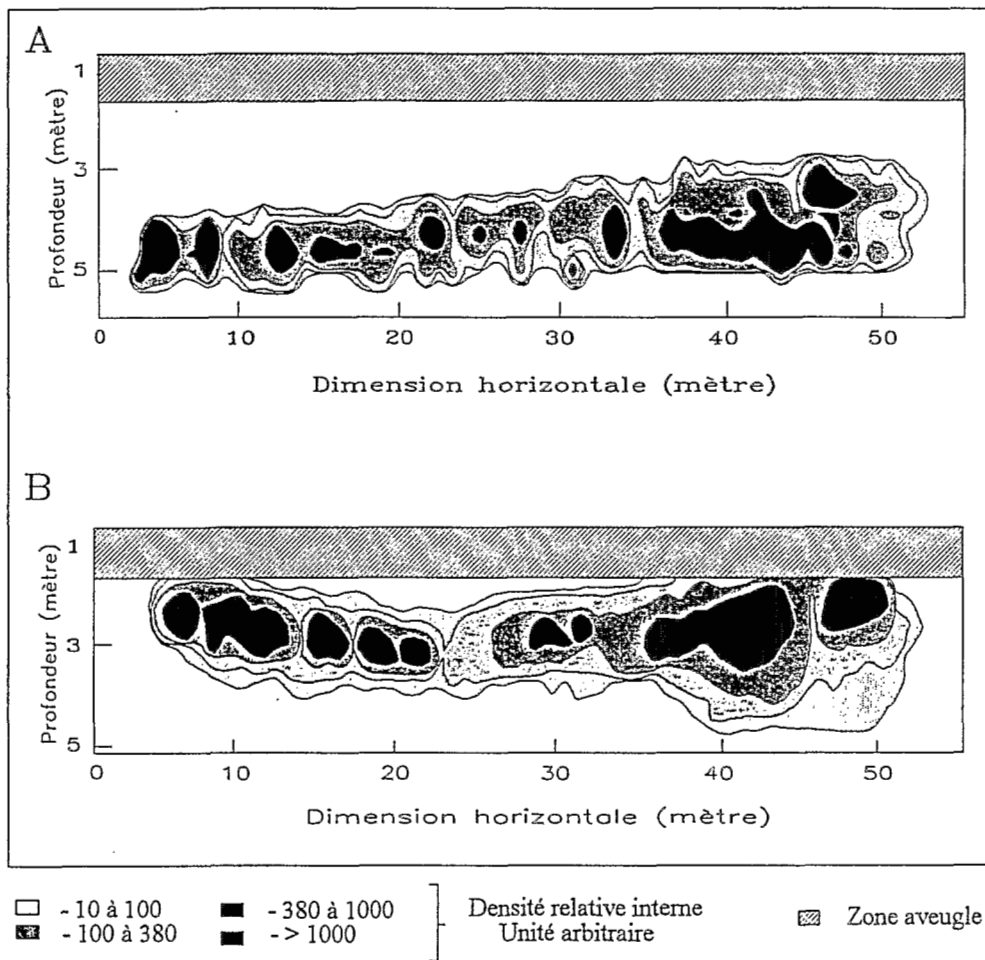 A
1
3
5
Profondeur (mètre)
0 10 20 30 40 50
Dimension horizontale (mètre)
B
1
3
5
Profondeur (mètre)
0 10 20 30 40 50
Dimension horizontale (mètre)
- 10 à 100
- 100 à 380
- 380 à 1000
- > 1000
Densité relative interne
Unité arbitraire
Zone aveugle